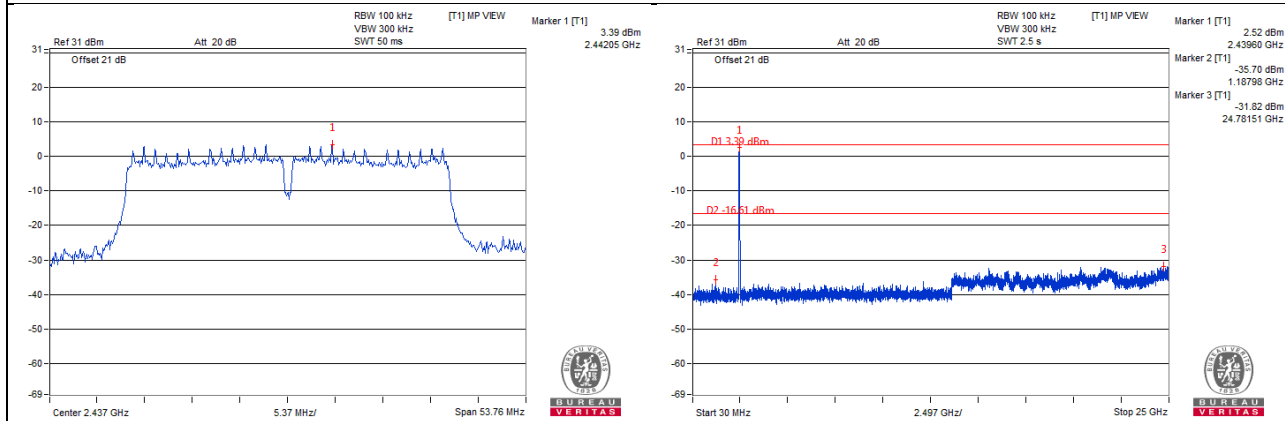 RBW 100 kHz [T1] MP VIEW
VBW 300 kHz
Ref 31 dBm Att 20 dB SWT 50 ms
Marker 1 [T1]
3.39 dBm
2.44205 GHz
31
Offset 21 dB
20
10
1
0
-10
-20
-30
-40
-50
-60
-69
Center 2.437 GHz 5.37 MHz/ Span 53.76 MHz
1828
BUREAU
VERITAS
RBW 100 kHz [T1] MP VIEW
VBW 300 kHz
Ref 31 dBm Att 20 dB SWT 2.5 s
Marker 1 [T1]
2.52 dBm
2.43960 GHz
Marker 2 [T1]
-35.70 dBm
1.18798 GHz
Marker 3 [T1]
-31.82 dBm
24.78151 GHz
31
Offset 21 dB
20
10
1
D1 3.39 dBm
0
-10
D2 -16.61 dBm
-20
2
3
-30
-40
-50
-60
-69
Start 30 MHz 2.497 GHz/ Stop 25 GHz
1828
BUREAU
VERITAS